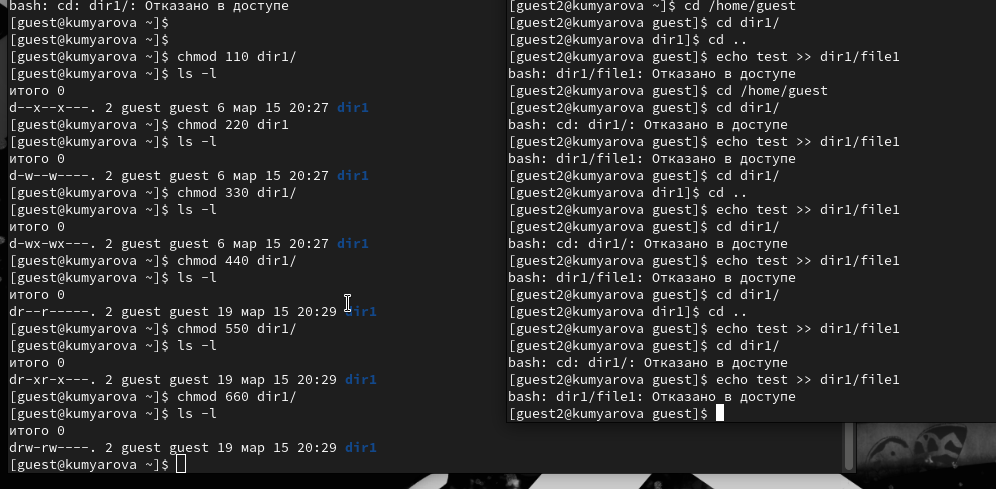 bash: cd: dir1/: Отказано в доступе
[guest@kumyarova ~]$
[guest@kumyarova ~]$
[guest@kumyarova ~]$ chmod 110 dir1/
[guest@kumyarova ~]$ ls -l
итого 0
d--x--x---. 2 guest guest 6 мар 15 20:27 dir1
[guest@kumyarova ~]$ chmod 220 dir1
[guest@kumyarova ~]$ ls -l
итого 0
d-w--w----. 2 guest guest 6 мар 15 20:27 dir1
[guest@kumyarova ~]$ chmod 330 dir1/
[guest@kumyarova ~]$ ls -l
итого 0
d-wx-wx---. 2 guest guest 6 мар 15 20:27 dir1
[guest@kumyarova ~]$ chmod 440 dir1/
[guest@kumyarova ~]$ ls -l
итого 0
dr--r-----. 2 guest guest 19 мар 15 20:29 dir1
[guest@kumyarova ~]$ chmod 550 dir1/
[guest@kumyarova ~]$ ls -l
итого 0
dr-xr-x---. 2 guest guest 19 мар 15 20:29 dir1
[guest@kumyarova ~]$ chmod 660 dir1/
[guest@kumyarova ~]$ ls -l
итого 0
drw-rw----. 2 guest guest 19 мар 15 20:29 dir1
[guest@kumyarova ~]$
[guest2@kumyarova ~]$ cd /home/guest
[guest2@kumyarova guest]$ cd dir1/
[guest2@kumyarova dir1]$ cd ..
[guest2@kumyarova guest]$ echo test >> dir1/file1
bash: dir1/file1: Отказано в доступе
[guest2@kumyarova guest]$ cd /home/guest
[guest2@kumyarova guest]$ cd dir1/
bash: cd: dir1/: Отказано в доступе
[guest2@kumyarova guest]$ echo test >> dir1/file1
bash: dir1/file1: Отказано в доступе
[guest2@kumyarova guest]$ cd dir1/
[guest2@kumyarova dir1]$ cd ..
[guest2@kumyarova guest]$ echo test >> dir1/file1
[guest2@kumyarova guest]$ cd dir1/
bash: cd: dir1/: Отказано в доступе
[guest2@kumyarova guest]$ echo test >> dir1/file1
bash: dir1/file1: Отказано в доступе
[guest2@kumyarova guest]$ cd dir1/
[guest2@kumyarova dir1]$ cd ..
[guest2@kumyarova guest]$ echo test >> dir1/file1
[guest2@kumyarova guest]$ cd dir1/
bash: cd: dir1/: Отказано в доступе
[guest2@kumyarova guest]$ echo test >> dir1/file1
bash: dir1/file1: Отказано в доступе
[guest2@kumyarova guest]$